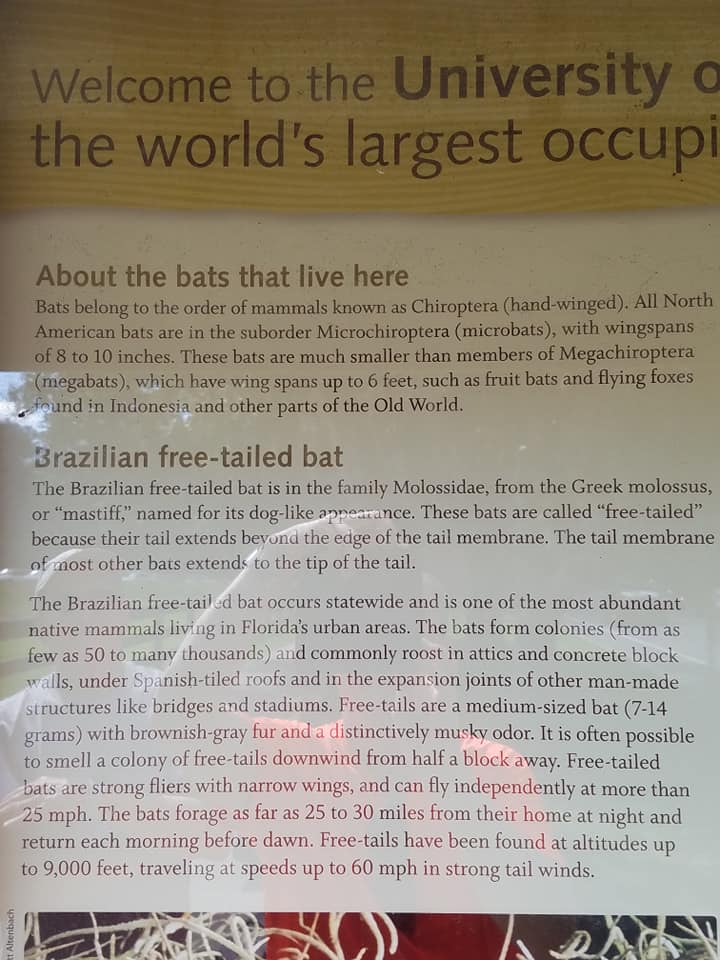 Welcome to the University o
the world's largest occupi
About the bats that live here
Bats belong to the order of mammals known as Chiroptera (hand-winged). All North
American bats are in the suborder Microchiroptera (microbats), with wingspans
of 8 to 10 inches. These bats are much smaller than members of Megachiroptera
(megabats), which have wing spans up to 6 feet, such as fruit bats and flying foxes
found in Indonesia and other parts of the Old World.
Brazilian free-tailed bat
The Brazilian free-tailed bat is in the family Molossidae, from the Greek molossus,
or “mastiff,” named for its dog-like appearance. These bats are called “free-tailed”
because their tail extends beyond the edge of the tail membrane. The tail membrane
of most other bats extends to the tip of the tail.
The Brazilian free-tailed bat occurs statewide and is one of the most abundant
native mammals living in Florida’s urban areas. The bats form colonies (from as
few as 50 to many thousands) and commonly roost in attics and concrete block
walls, under Spanish-tiled roofs and in the expansion joints of other man-made
structures like bridges and stadiums. Free-tails are a medium-sized bat (7-14
grams) with brownish-gray fur and a distinctively musky odor. It is often possible
to smell a colony of free-tails downwind from half a block away. Free-tailed
bats are strong fliers with narrow wings, and can fly independently at more than
25 mph. The bats forage as far as 25 to 30 miles from their home at night and
return each morning before dawn. Free-tails have been found at altitudes up
to 9,000 feet, traveling at speeds up to 60 mph in strong tail winds.
tt Altenbach